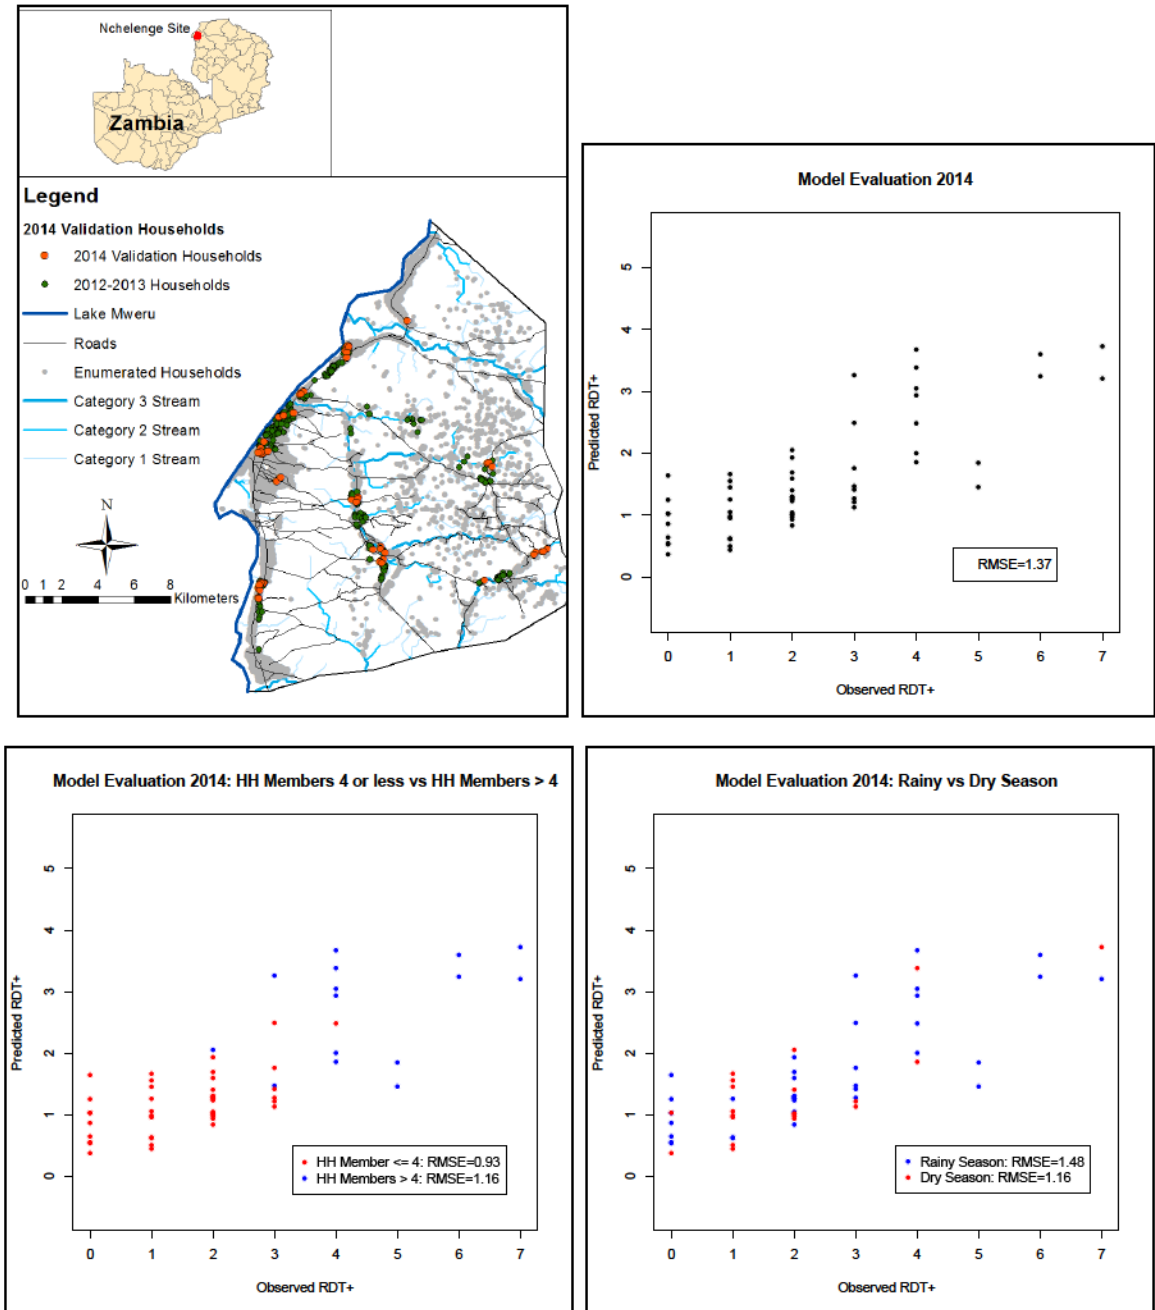 Nchelenge Site
Zambia
Legend
2014 Validation Households
2014 Validation Households
2012-2013 Households
Lake Mweru
Roads
Enumerated Households
Category 3 Stream
Category 2 Stream
Category 1 Stream
N
0 1 2 4 6 8
Kilometers
Model Evaluation 2014
Predicted RDT+
5
4
3
2
1
0
RMSE=1.37
0 1 2 3 4 5 6 7
Observed RDT+
Model Evaluation 2014: HH Members 4 or less vs HH Members > 4
Predicted RDT+
5
4
3
2
1
0
HH Member <= 4: RMSE=0.93
HH Members > 4: RMSE=1.16
0 1 2 3 4 5 6 7
Observed RDT+
Model Evaluation 2014: Rainy vs Dry Season
Predicted RDT+
5
4
3
2
1
0
Rainy Season: RMSE=1.48
Dry Season: RMSE=1.16
0 1 2 3 4 5 6 7
Observed RDT+